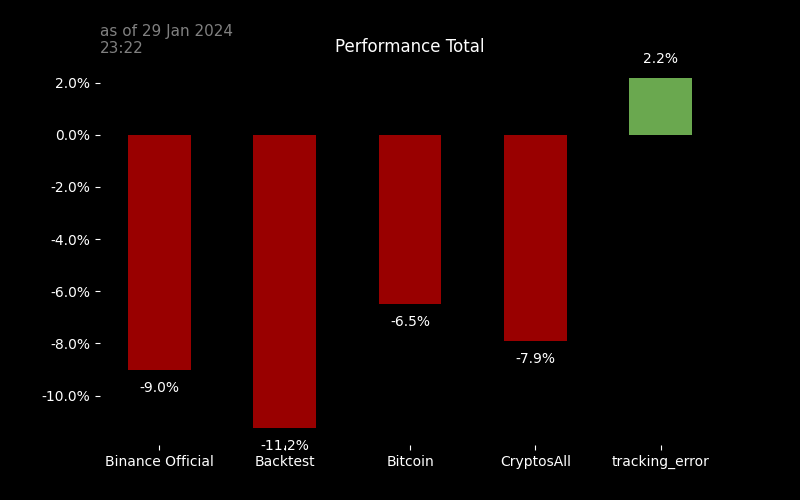 as of 29 Jan 2024
23:22
Performance Total
2.2%
2.0%
0.0%
-2.0%
-4.0%
-6.0%
-8.0%
-10.0%
-6.5%
-7.9%
-9.0%
-11.2%
Binance Official
Backtest
Bitcoin
CryptosAll
tracking_error